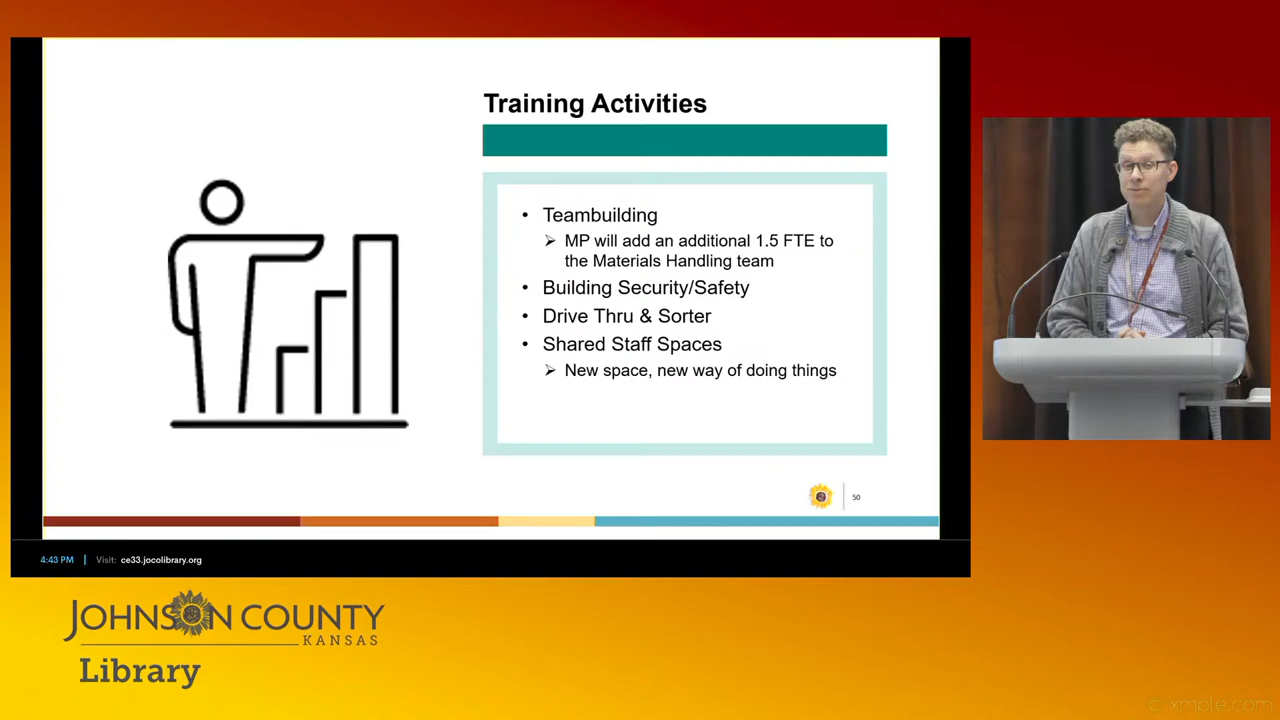 Training Activities
• Teambuilding
➢ MP will add an additional 1.5 FTE to
the Materials Handling team
• Building Security/Safety
• Drive Thru & Sorter
• Shared Staff Spaces
➢ New space, new way of doing things
50
4:43 PM | Visit: ce33.jocolibrary.org
JOHNSON COUNTY
KANSAS
Library